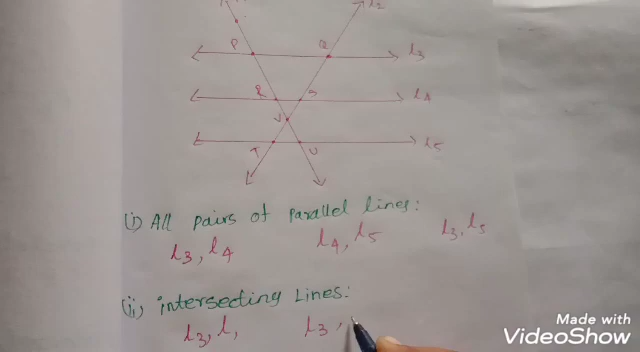 l2
P Q l3
R S l4
V
T U l5
(i) All pairs of parallel lines:
l3, l4 l4, l5 l3, l5
(ii) intersecting Lines:
l3, l1 l3,
Made with
VideoShow